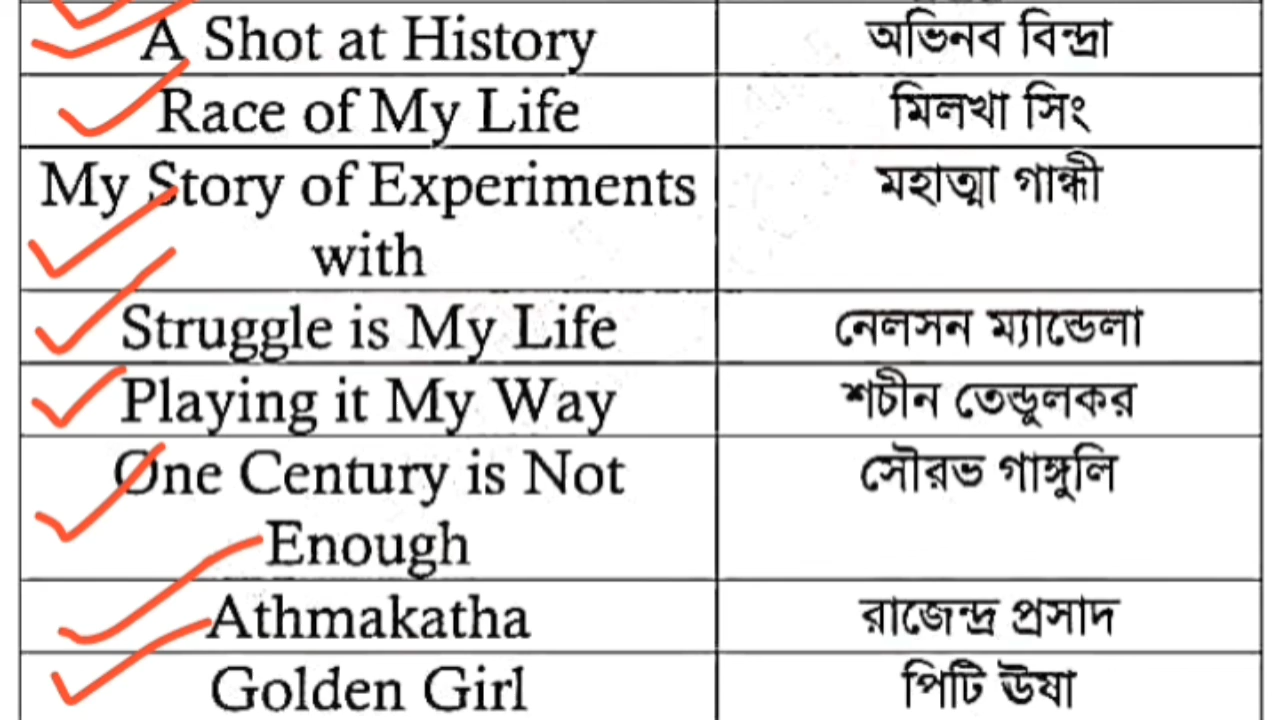 A Shot at History অভিনব বিন্দ্রা
Race of My Life মিলখা সিং
My Story of Experiments মহাত্মা গান্ধী
with
Struggle is My Life নেলসন ম্যান্ডেলা
Playing it My Way শচীন তেন্ডুলকর
One Century is Not সৌরভ গাঙ্গুলি
Enough
Athmakatha রাজেন্দ্র প্রসাদ
Golden Girl পিটি ঊষা